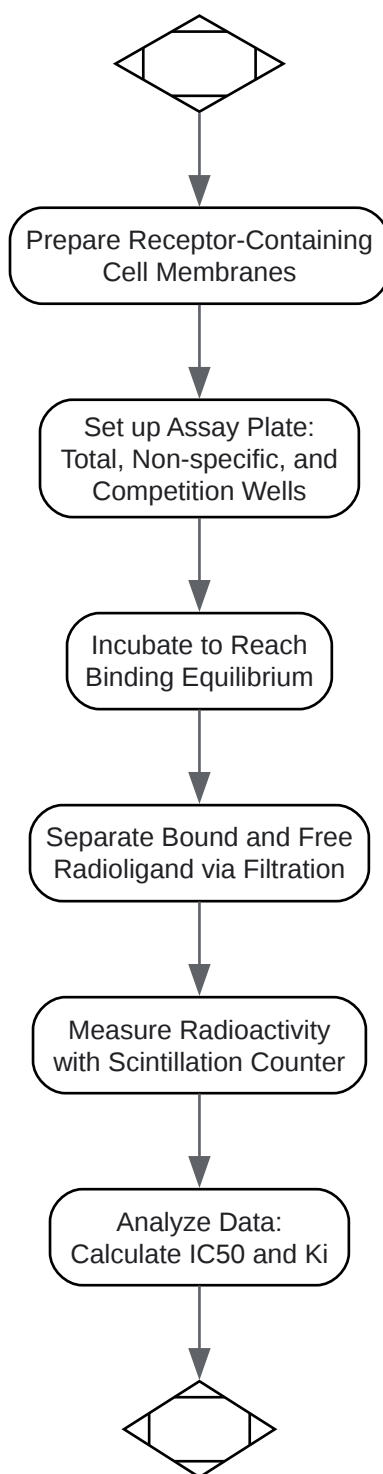 Prepare Receptor-Containing
Cell Membranes
Set up Assay Plate:
Total, Non-specific, and
Competition Wells
Incubate to Reach
Binding Equilibrium
Separate Bound and Free
Radioligand via Filtration
Measure Radioactivity
with Scintillation Counter
Analyze Data:
Calculate IC50 and Ki